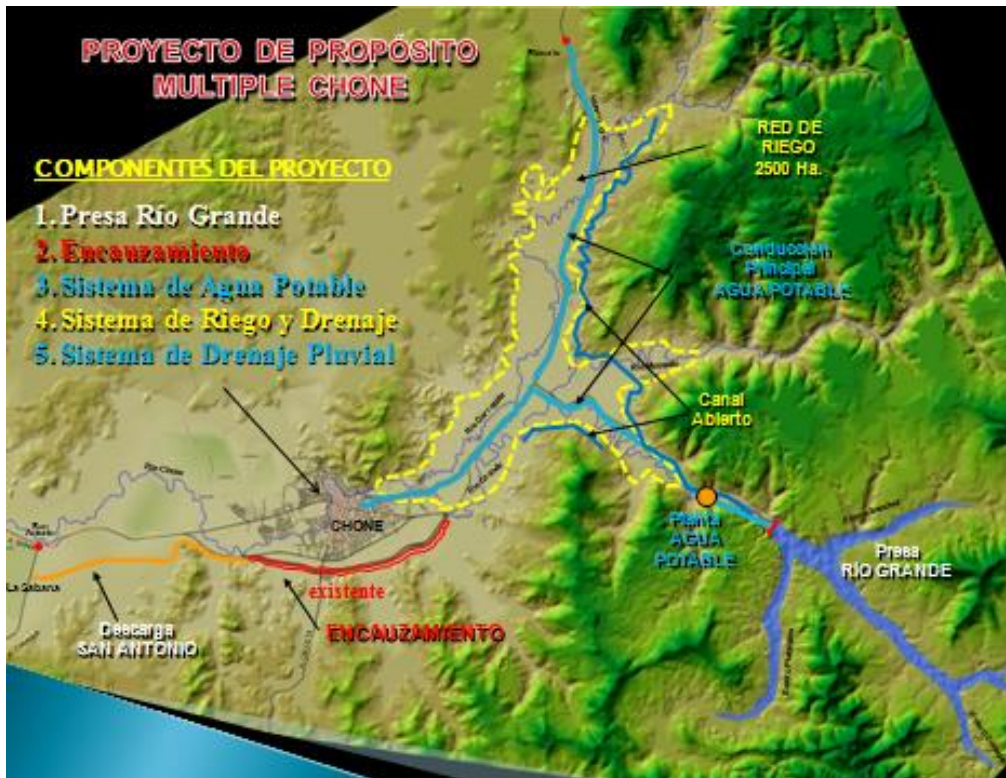 PROYECTO DE PROPÓSITO
MULTIPLE CHONE
COMPONENTES DEL PROYECTO
1. Presa Río Grande
2. Encauzamiento
3. Sistema de Agua Potable
4. Sistema de Riego y Drenaje
5. Sistema de Drenaje Pluvial
RED DE
RIEGO
2500 Ha.
Conducción
Principal
AGUA POTABLE
Canal
Abierto
Río Chone
CHONE
Planta
AGUA
POTABLE
Presa
RÍO GRANDE
La Sabana
existente
Descarga
SAN ANTONIO
ENCAUZAMIENTO